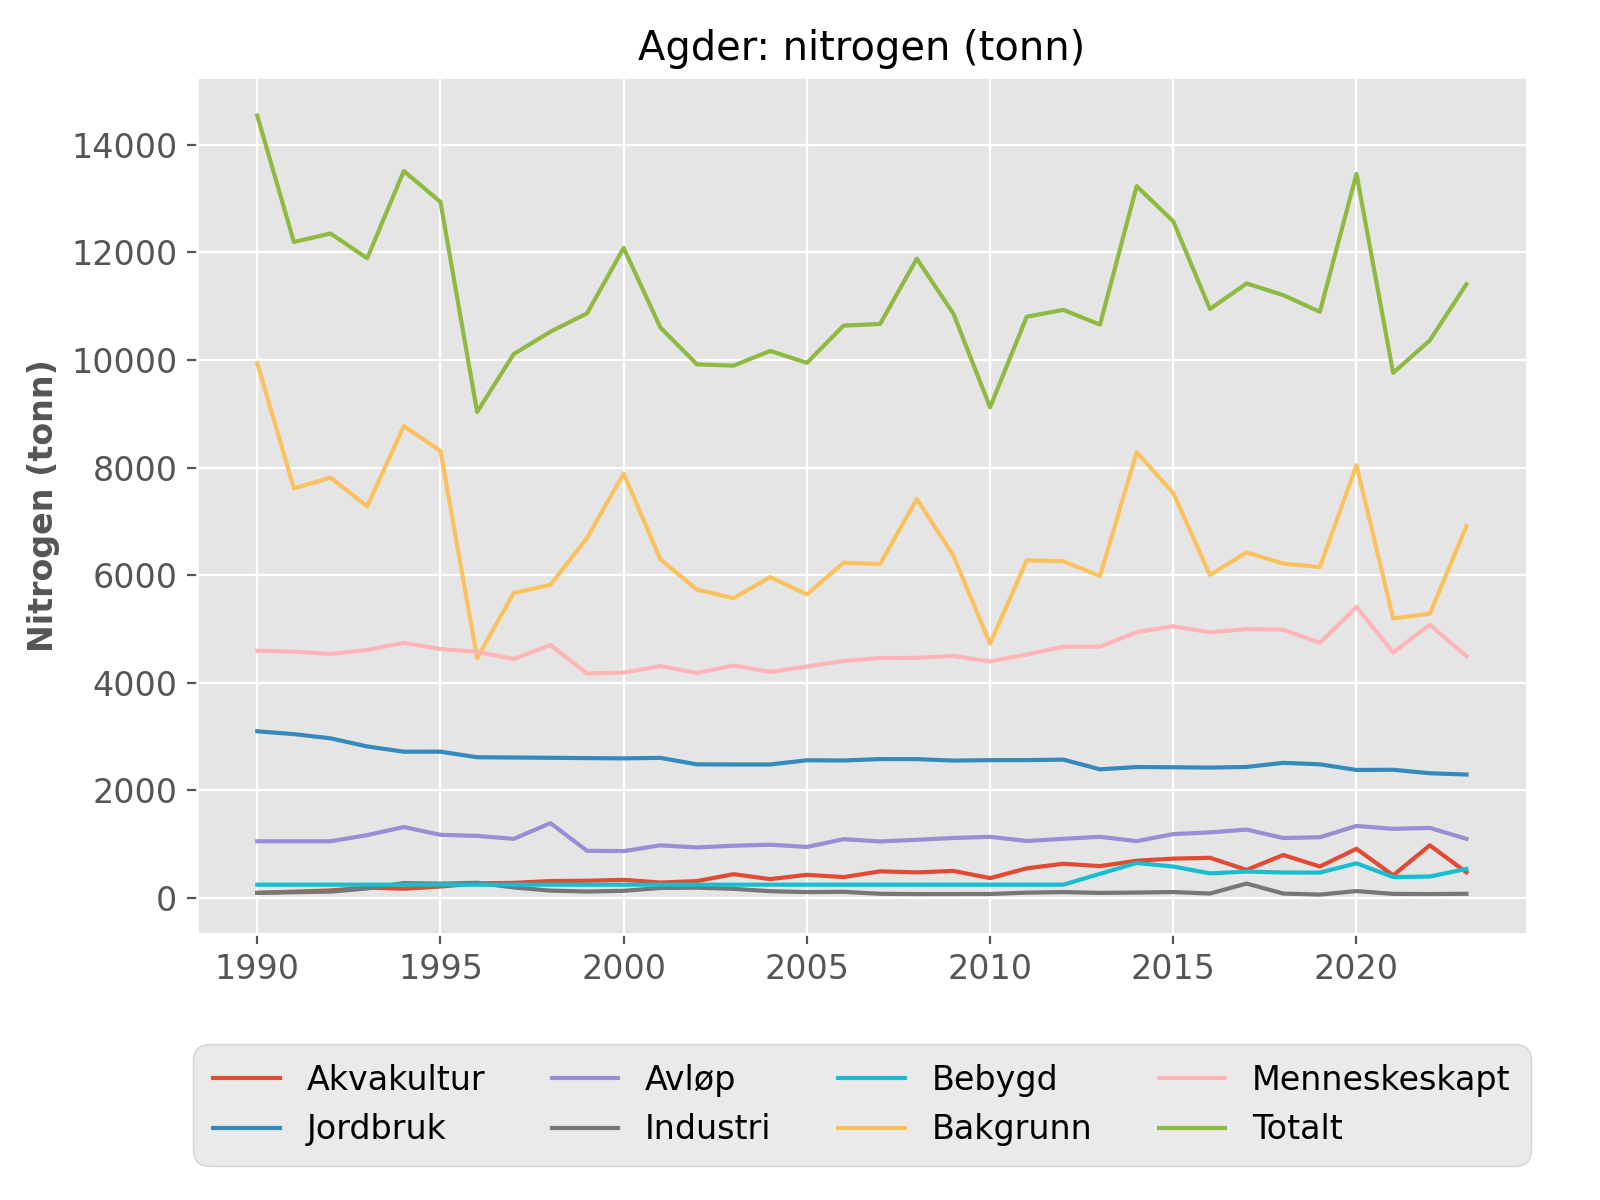 Agder: nitrogen (tonn)
Nitrogen (tonn)
14000
12000
10000
8000
6000
4000
2000
0
1990 1995 2000 2005 2010 2015 2020
Akvakultur Avløp Bebygd Menneskeskapt
Jordbruk Industri Bakgrunn Totalt